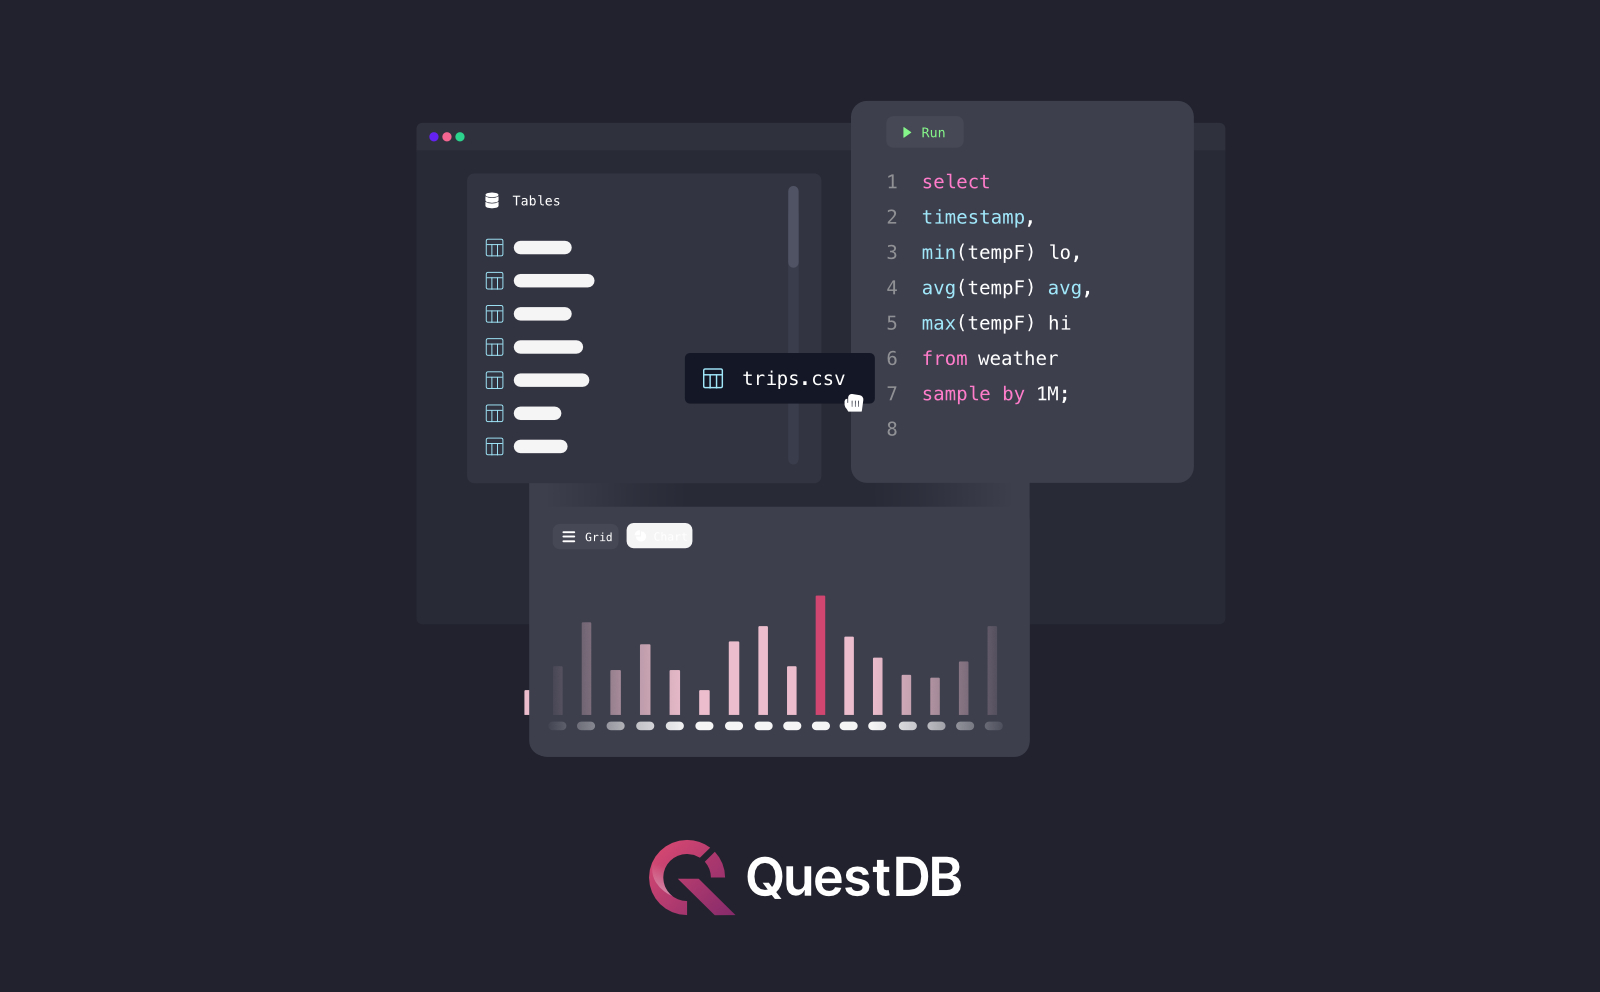 Tables
trips.csv
Run
1 select
2 timestamp,
3 min(tempF) lo,
4 avg(tempF) avg,
5 max(tempF) hi
6 from weather
7 sample by 1M;
8
Grid
Chart
QuestDB